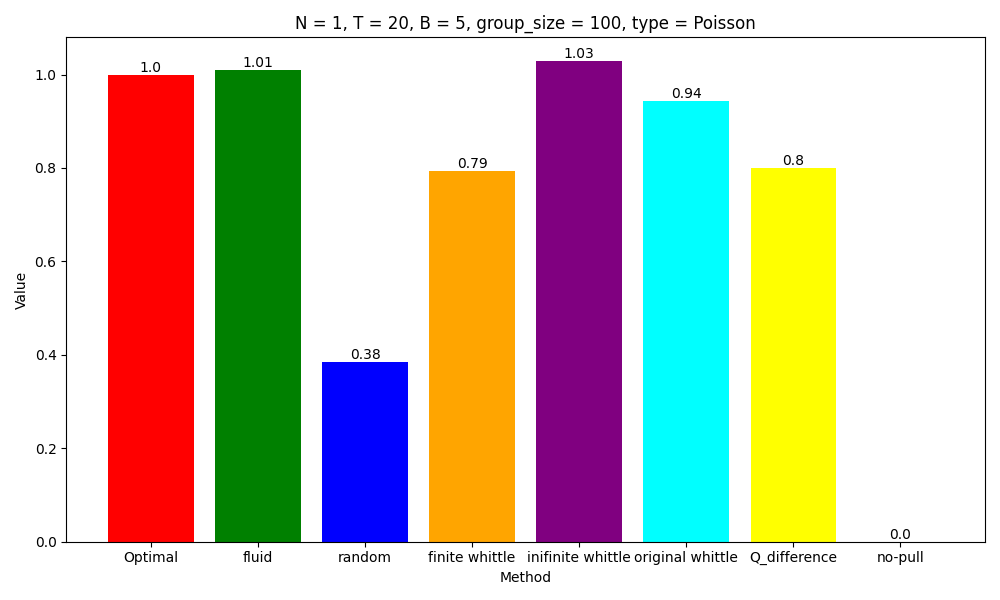 N = 1, T = 20, B = 5, group_size = 100, type = Poisson
Value
1.0
0.8
0.6
0.4
0.2
0.0
1.0
1.01
0.38
0.79
1.03
0.94
0.8
0.0
Optimal
fluid
random
finite whittle
inifinite whittle
original whittle
Q_difference
no-pull
Method